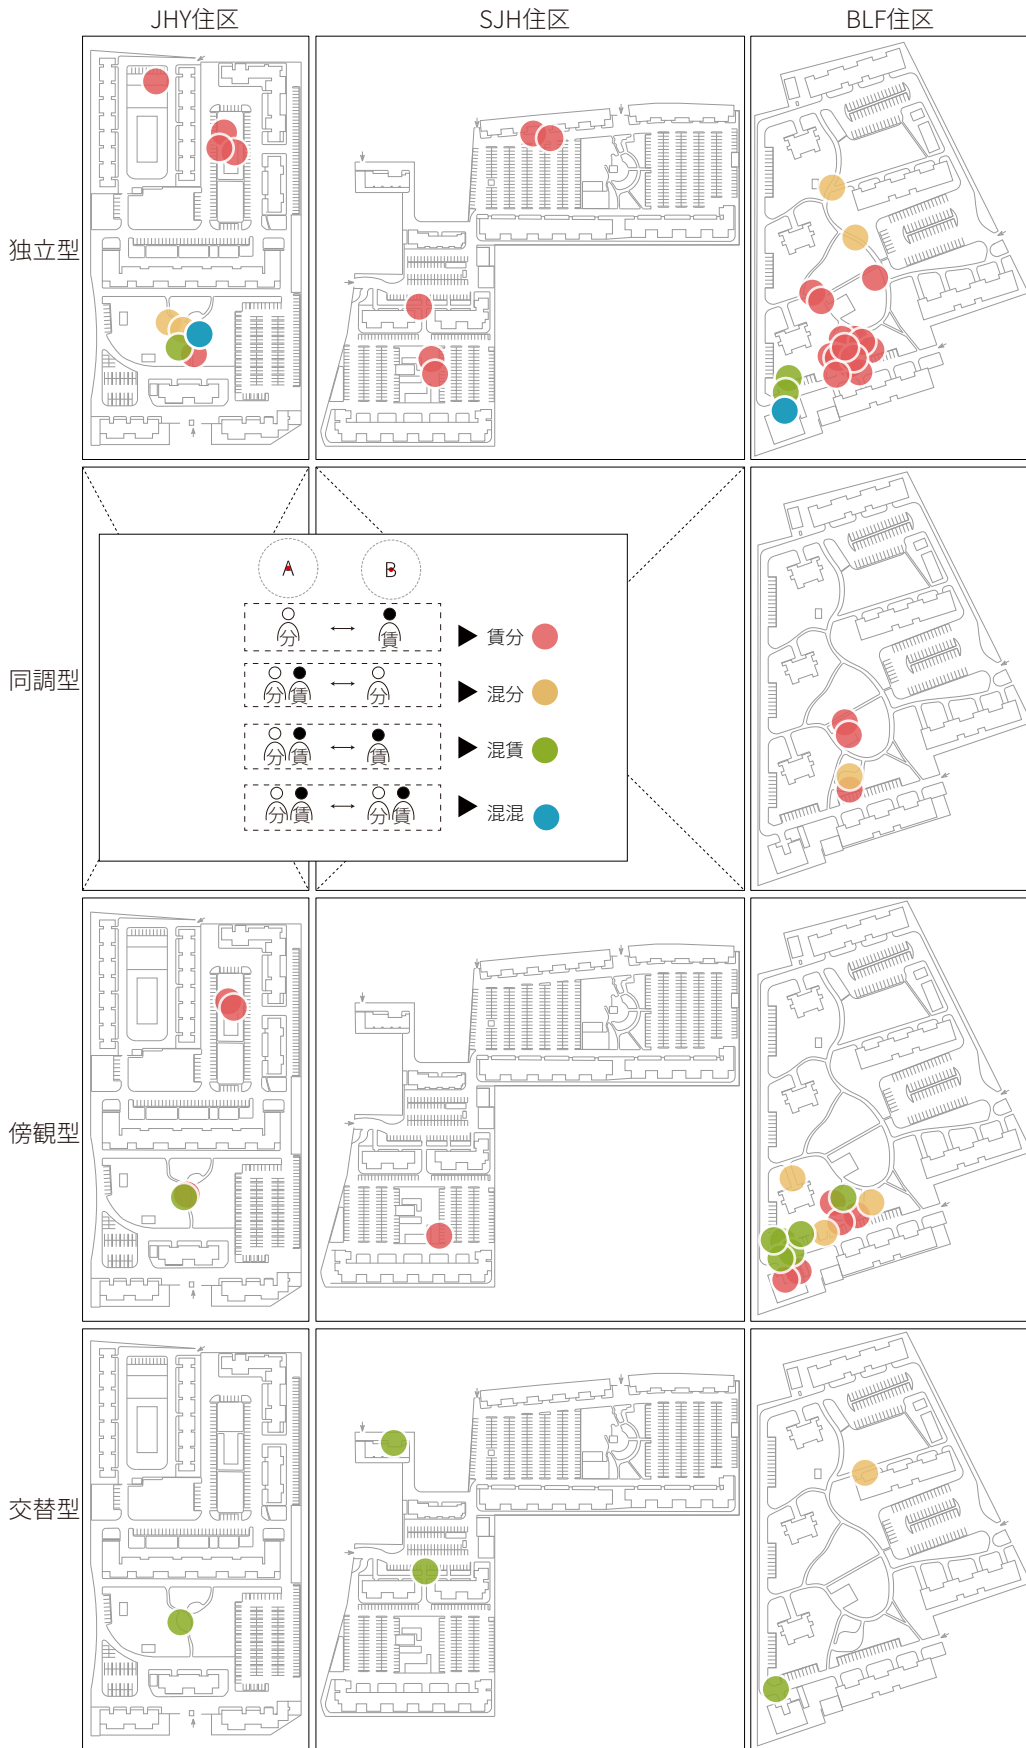 JHY住区 SJH住区 BLF住区
独立型
同調型
A B
分 賃 賃分
分 賃 分 混分
分 賃 賃 混賃
分 賃 分 賃 混混
傍観型
交替型